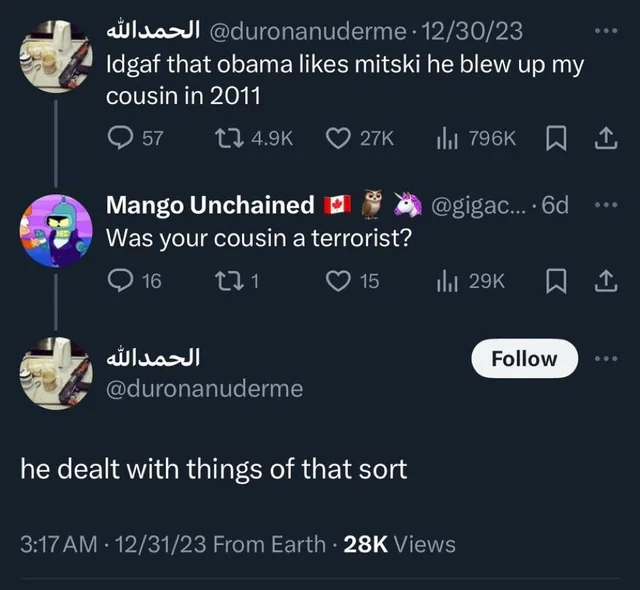 الحمدالله @duronanuderme · 12/30/23
Idgaf that obama likes mitski he blew up my
cousin in 2011
57 4.9K 27K 796K
Mango Unchained 🇨🇦 🦉 🦄 @gigac... · 6d
Was your cousin a terrorist?
16 1 15 29K
الحمدالله
Follow
@duronanuderme
he dealt with things of that sort
3:17 AM · 12/31/23 From Earth · 28K Views